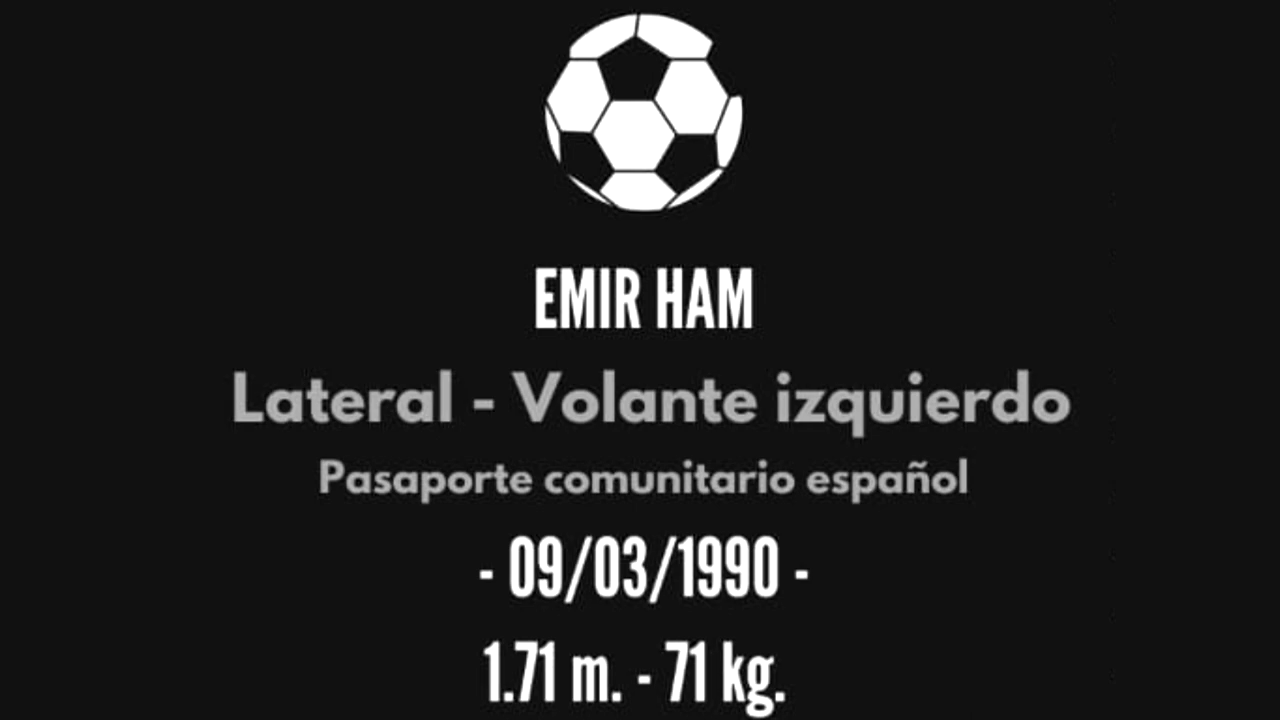 EMIR HAM
Lateral - Volante izquierdo
Pasaporte comunitario español
- 09/03/1990 -
1.71 m. - 71 kg.